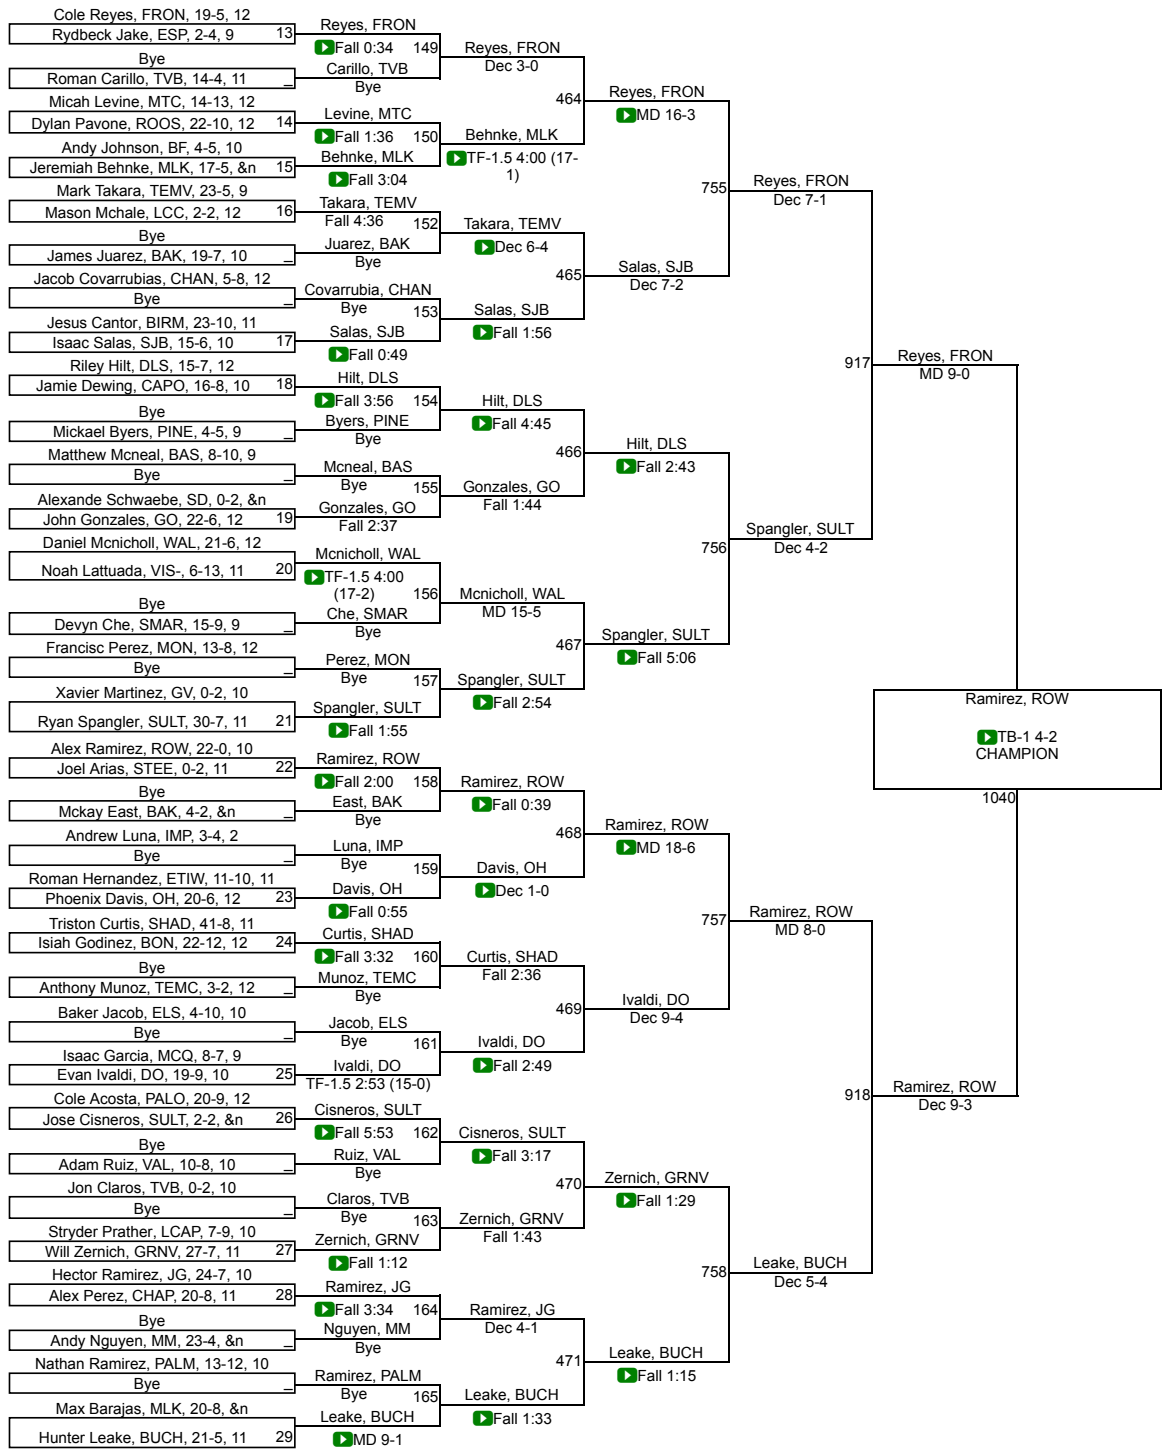 Cole Reyes, FRON, 19-5, 12
Rydbeck Jake, ESP, 2-4, 9 13
Bye
Roman Carillo, TVB, 14-4, 11 _
Micah Levine, MTC, 14-13, 12
Dylan Pavone, ROOS, 22-10, 12 14
Andy Johnson, BF, 4-5, 10
Jeremiah Behnke, MLK, 17-5, &n 15
Mark Takara, TEMV, 23-5, 9
Mason Mchale, LCC, 2-2, 12 16
Bye
James Juarez, BAK, 19-7, 10 _
Jacob Covarrubias, CHAN, 5-8, 12
Bye _
Jesus Cantor, BIRM, 23-10, 11
Isaac Salas, SJB, 15-6, 10 17
Riley Hilt, DLS, 15-7, 12
Jamie Dewing, CAPO, 16-8, 10 18
Bye
Mickael Byers, PINE, 4-5, 9 _
Matthew Mcneal, BAS, 8-10, 9
Bye _
Alexande Schwaebe, SD, 0-2, &n
John Gonzales, GO, 22-6, 12 19
Daniel Mcnicholl, WAL, 21-6, 12
Noah Lattuada, VIS-, 6-13, 11 20
Bye
Devyn Che, SMAR, 15-9, 9 _
Francisc Perez, MON, 13-8, 12
Bye _
Xavier Martinez, GV, 0-2, 10
Ryan Spangler, SULT, 30-7, 11 21
Alex Ramirez, ROW, 22-0, 10
Joel Arias, STEE, 0-2, 11 22
Bye
Mckay East, BAK, 4-2, &n _
Andrew Luna, IMP, 3-4, 2
Bye _
Roman Hernandez, ETIW, 11-10, 11
Phoenix Davis, OH, 20-6, 12 23
Triston Curtis, SHAD, 41-8, 11
Isiah Godinez, BON, 22-12, 12 24
Bye
Anthony Munoz, TEMC, 3-2, 12 _
Baker Jacob, ELS, 4-10, 10
Bye _
Isaac Garcia, MCQ, 8-7, 9
Evan Ivaldi, DO, 19-9, 10 25
Cole Acosta, PALO, 20-9, 12
Jose Cisneros, SULT, 2-2, &n 26
Bye
Adam Ruiz, VAL, 10-8, 10 _
Jon Claros, TVB, 0-2, 10
Bye _
Stryder Prather, LCAP, 7-9, 10
Will Zernich, GRNV, 27-7, 11 27
Hector Ramirez, JG, 24-7, 10
Alex Perez, CHAP, 20-8, 11 28
Bye
Andy Nguyen, MM, 23-4, &n _
Nathan Ramirez, PALM, 13-12, 10
Bye _
Max Barajas, MLK, 20-8, &n
Hunter Leake, BUCH, 21-5, 11 29
Reyes, FRON
Fall 0:34 149
Carillo, TVB
Bye
Levine, MTC
Fall 1:36 150
Behnke, MLK
Fall 3:04
Takara, TEMV
Fall 4:36 152
Juarez, BAK
Bye
Covarrubia, CHAN
Bye 153
Salas, SJB
Fall 0:49
Hilt, DLS
Fall 3:56 154
Byers, PINE
Bye
Mcneal, BAS
Bye 155
Gonzales, GO
Fall 2:37
Mcnicholl, WAL
TF-1.5 4:00
(17-2) 156
Che, SMAR
Bye
Perez, MON
Bye 157
Spangler, SULT
Fall 1:55
Ramirez, ROW
Fall 2:00 158
East, BAK
Bye
Luna, IMP
Bye 159
Davis, OH
Fall 0:55
Curtis, SHAD
Fall 3:32 160
Munoz, TEMC
Bye
Jacob, ELS
Bye 161
Ivaldi, DO
TF-1.5 2:53 (15-0)
Cisneros, SULT
Fall 5:53 162
Ruiz, VAL
Bye
Claros, TVB
Bye 163
Zernich, GRNV
Fall 1:12
Ramirez, JG
Fall 3:34 164
Nguyen, MM
Bye
Ramirez, PALM
Bye 165
Leake, BUCH
MD 9-1
Reyes, FRON
Dec 3-0
464
Behnke, MLK
TF-1.5 4:00 (17-
1)
Takara, TEMV
Dec 6-4
465
Salas, SJB
Fall 1:56
Hilt, DLS
Fall 4:45
466
Gonzales, GO
Fall 1:44
Mcnicholl, WAL
MD 15-5
467
Spangler, SULT
Fall 2:54
Ramirez, ROW
Fall 0:39
468
Davis, OH
Dec 1-0
Curtis, SHAD
Fall 2:36
469
Ivaldi, DO
Fall 2:49
Cisneros, SULT
Fall 3:17
470
Zernich, GRNV
Fall 1:43
Ramirez, JG
Dec 4-1
471
Leake, BUCH
Fall 1:33
Reyes, FRON
MD 16-3
755
Salas, SJB
Dec 7-2
Hilt, DLS
Fall 2:43
756
Spangler, SULT
Fall 5:06
Ramirez, ROW
MD 18-6
757
Ivaldi, DO
Dec 9-4
Zernich, GRNV
Fall 1:29
758
Leake, BUCH
Fall 1:15
Reyes, FRON
Dec 7-1
917
Spangler, SULT
Dec 4-2
Ramirez, ROW
MD 8-0
918
Leake, BUCH
Dec 5-4
Reyes, FRON
MD 9-0
Ramirez, ROW
TB-1 4-2
CHAMPION
1040
Ramirez, ROW
Dec 9-3